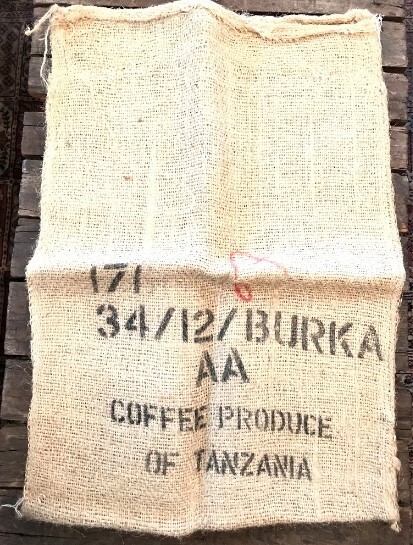 171
34/12/BURKA
AA
COFFEE PRODUCE
OF TANZANIA